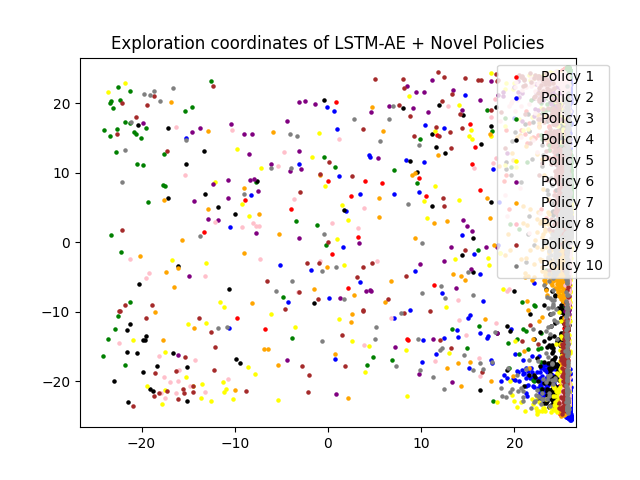 Exploration coordinates of LSTM-AE + Novel Policies
20
10
0
−10
−20
−20
−10
0
10
20
Policy 1
Policy 2
Policy 3
Policy 4
Policy 5
Policy 6
Policy 7
Policy 8
Policy 9
Policy 10